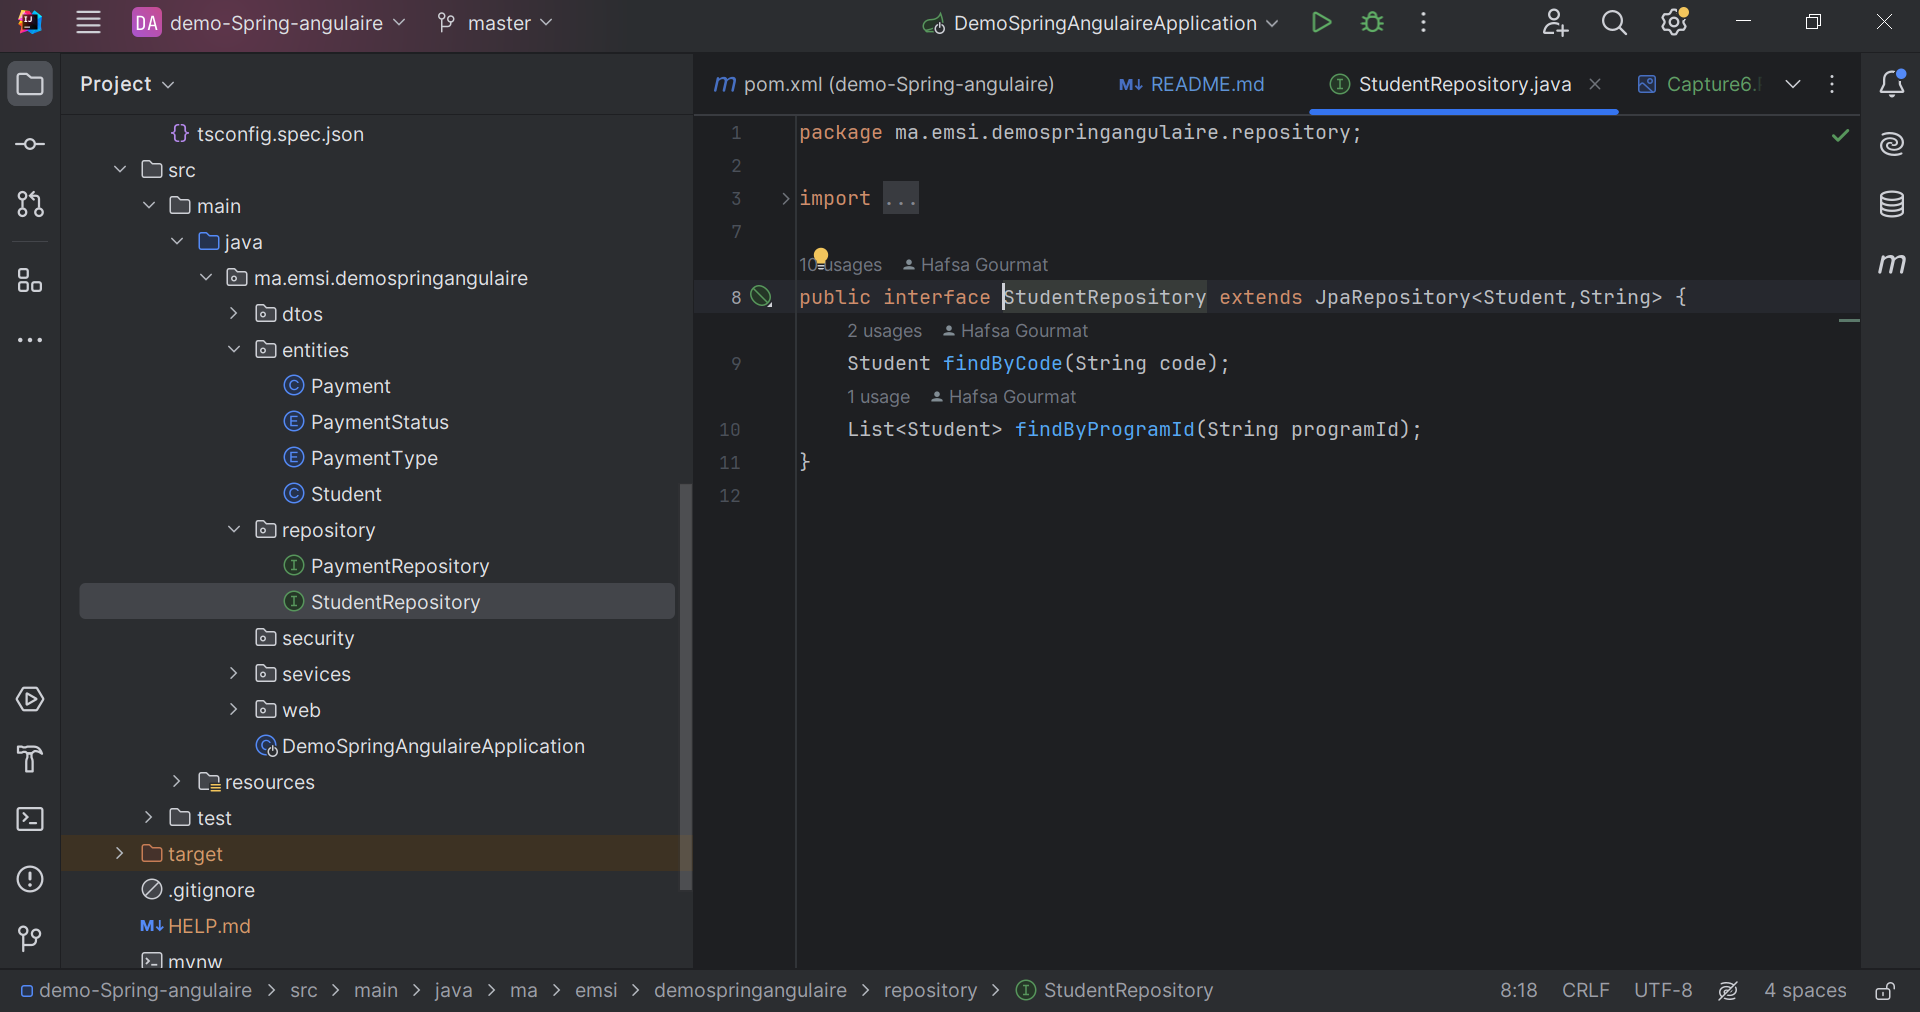 DA demo-Spring-angulaire master DemoSpringAngulaireApplication
Project
tsconfig.spec.json
src
main
java
ma.emsi.demospringangulaire
dtos
entities
Payment
PaymentStatus
PaymentType
Student
repository
PaymentRepository
StudentRepository
security
sevices
web
DemoSpringAngulaireApplication
resources
test
target
.gitignore
M↓ HELP.md
mvnw
m pom.xml (demo-Spring-angulaire) M↓ README.md StudentRepository.java Capture6.
1 package ma.emsi.demospringangulaire.repository;
2
3 import ...
7
10 usages Hafsa Gourmat
8 public interface StudentRepository extends JpaRepository<Student,String> {
2 usages Hafsa Gourmat
9 Student findByCode(String code);
1 usage Hafsa Gourmat
10 List<Student> findByProgramId(String programId);
11 }
12
m
demo-Spring-angulaire > src > main > java > ma > emsi > demospringangulaire > repository > StudentRepository 8:18 CRLF UTF-8 4 spaces